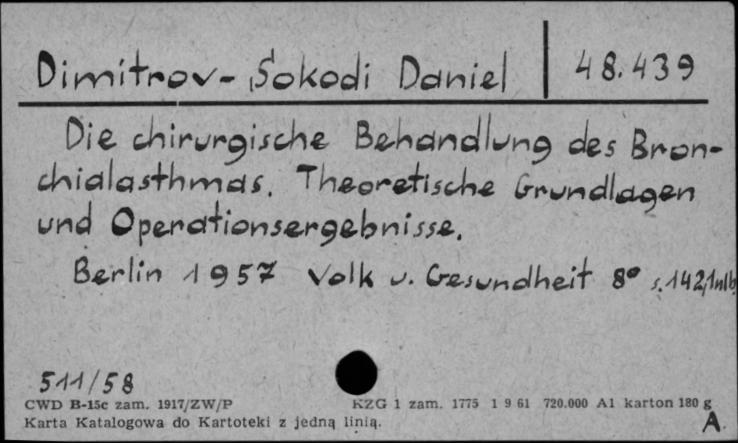 Dimitrov-Sokodi Daniel 48.439
Die chirurgische Behandlung des Bron-
chialasthmas. Theoretische Grundlagen
und Operationsergebnisse.
Berlin 1957 Volk u. Gesundheit 8° s. 142,1nlb
511/58
CWD B-15c zam. 1917/ZW/P KZG 1 zam. 1775 1 9 61 720.000 A1 karton 180 g
Karta Katalogowa do Kartoteki z jedną linią. A